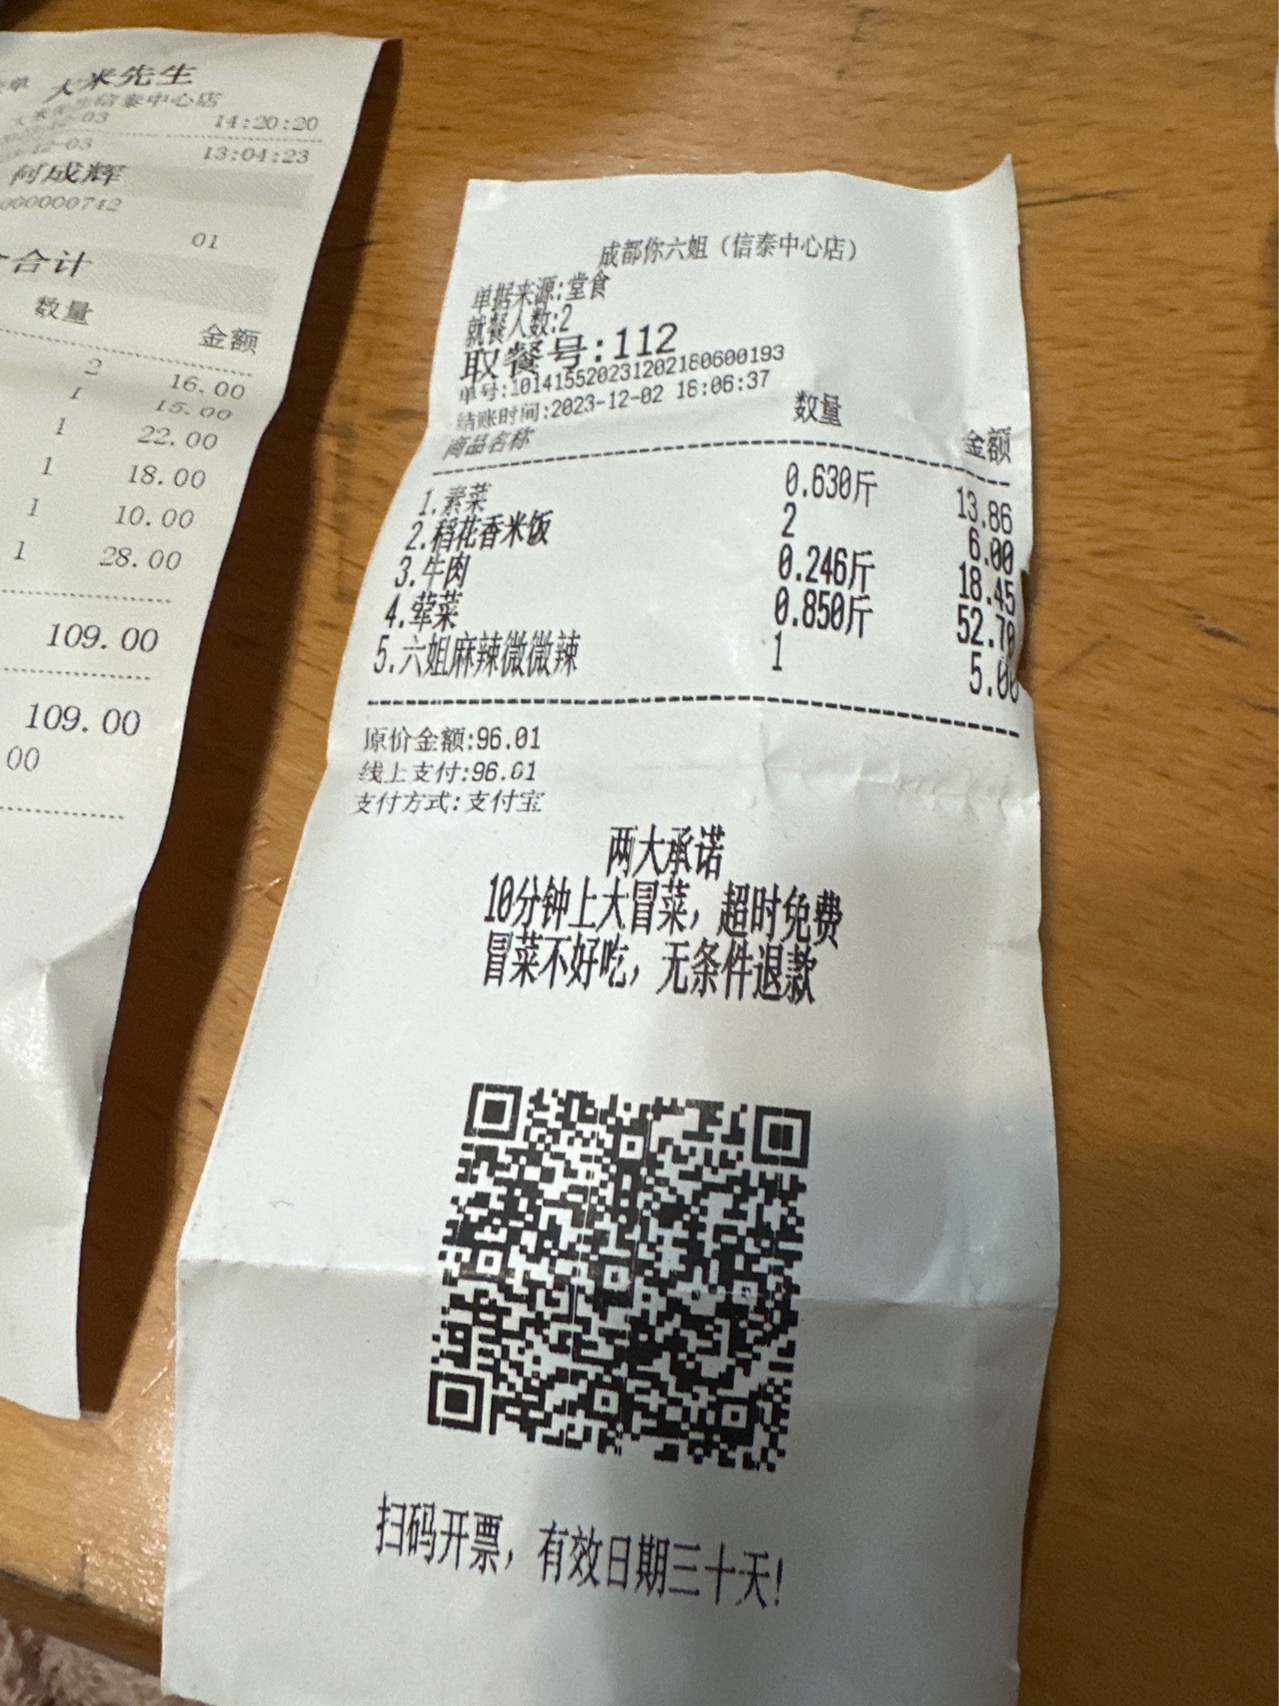 大米先生
信泰中心店
14:20:20
13:04:23
何成辉
01
合计
数量 金额
2 16.00
1 15.00
1 22.00
1 18.00
1 10.00
1 28.00
109.00
109.00
00
成都你六姐（信泰中心店）
单据来源:堂食
就餐人数:2
取餐号:112
单号:10141552023120218060​0193
结账时间:2023-12-02 18:06:37
商品名称 数量 金额
1.素菜 0.630斤 13.86
2.稻花香米饭 2 6.00
3.牛肉 0.246斤 18.45
4.荤菜 0.850斤 52.70
5.六姐麻辣微微辣 1 5.00
原价金额:96.01
线上支付:96.01
支付方式:支付宝
两大承诺
10分钟上大冒菜，超时免费
冒菜不好吃，无条件退款
扫码开票，有效日期三十天!